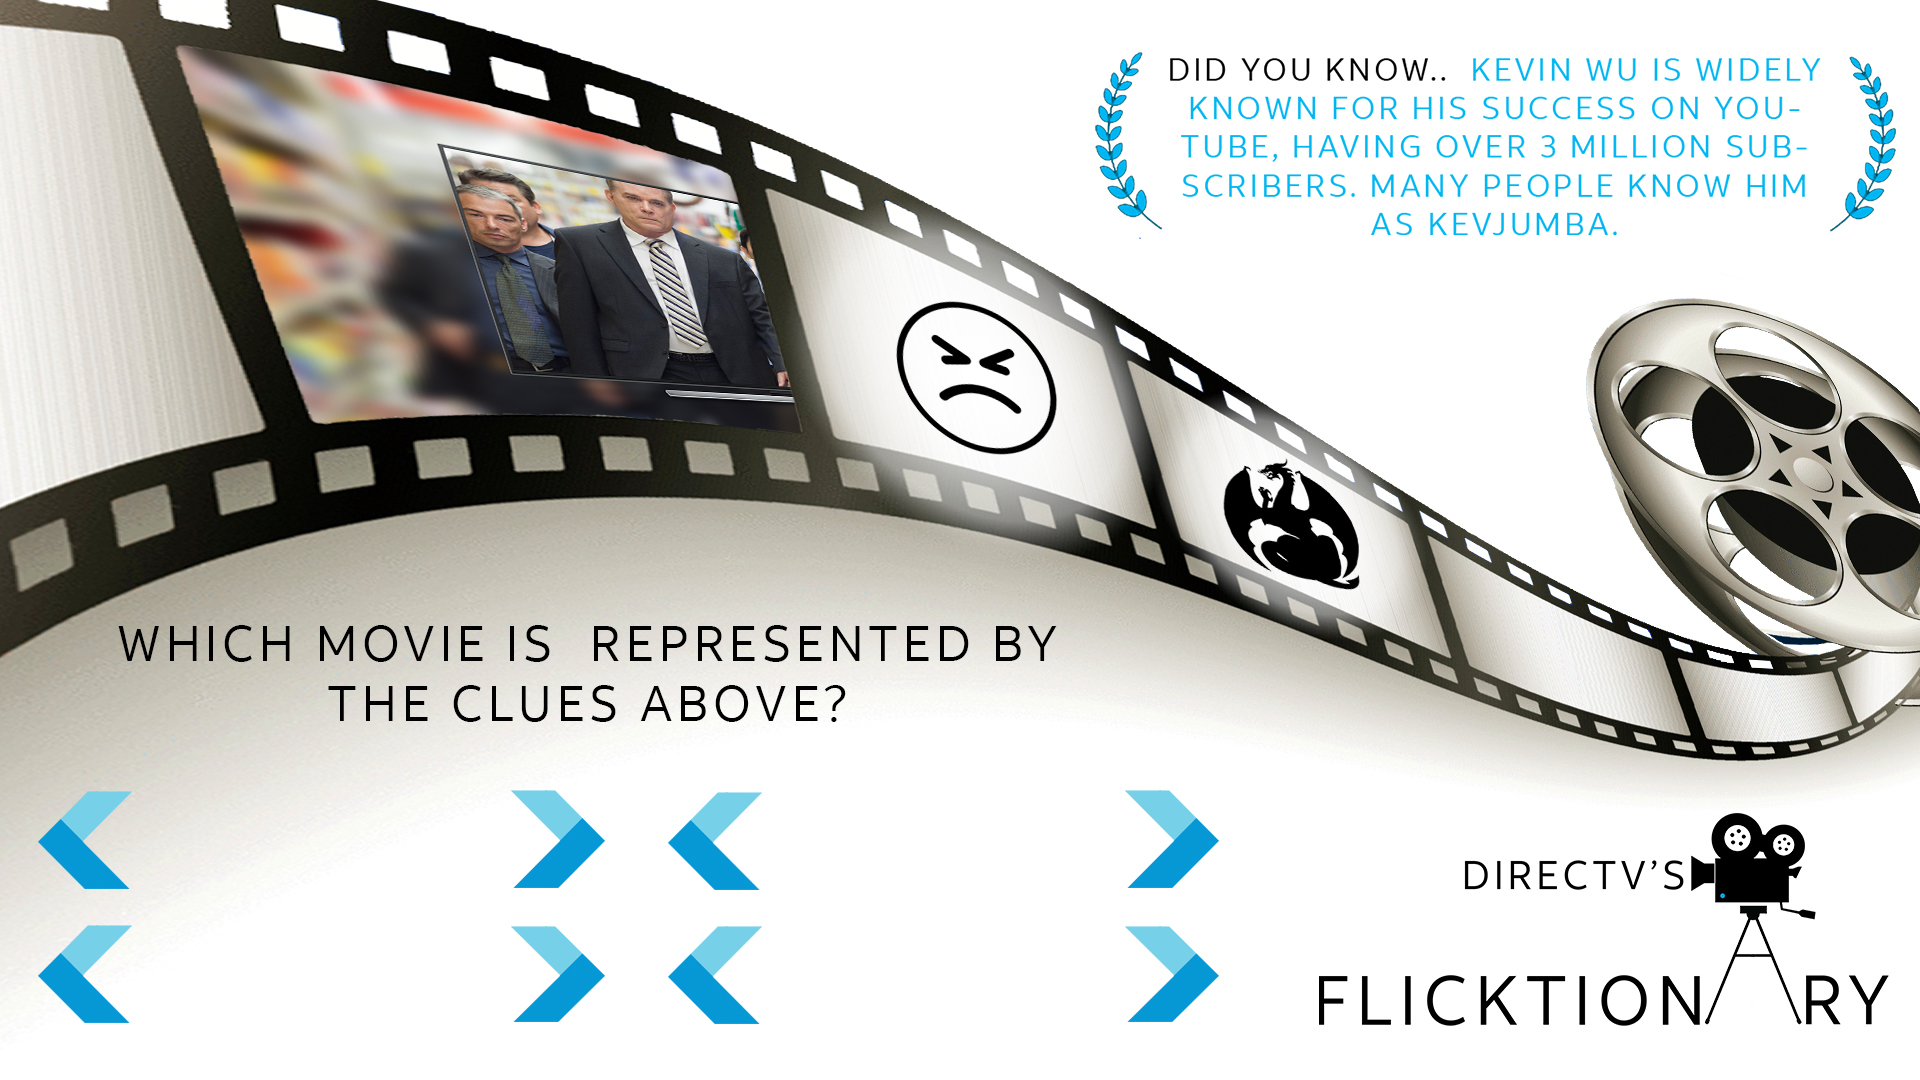 DID YOU KNOW.. KEVIN WU IS WIDELY
KNOWN FOR HIS SUCCESS ON YOU-
TUBE, HAVING OVER 3 MILLION SUB-
SCRIBERS. MANY PEOPLE KNOW HIM
AS KEVJUMBA.
WHICH MOVIE IS REPRESENTED BY
THE CLUES ABOVE?
DIRECTV'S
FLICKTIONARY